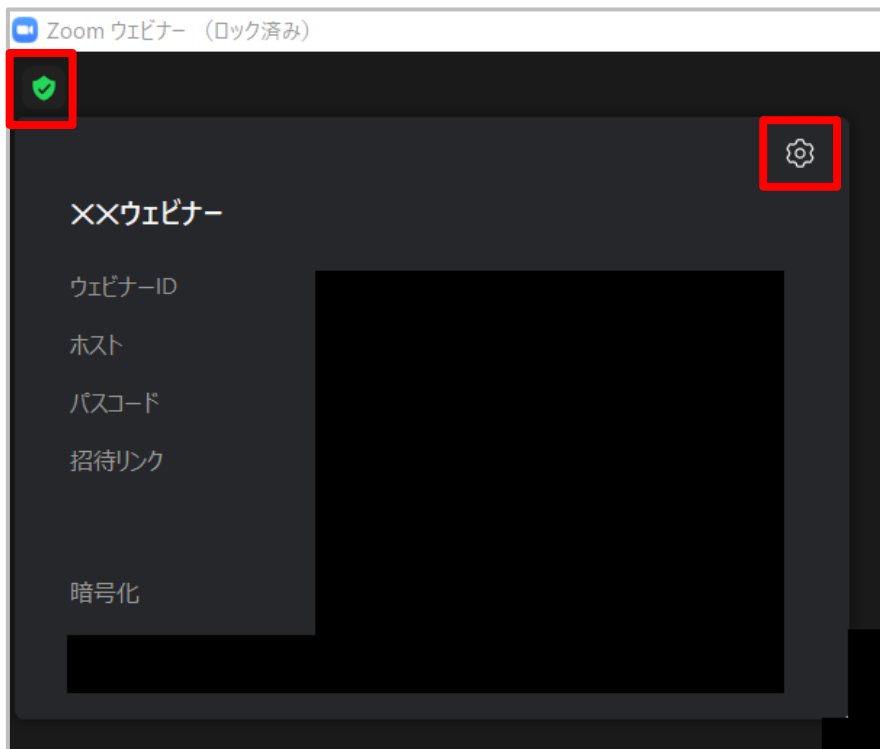 Zoom ウェビナー （ロック済み）
××ウェビナー
ウェビナーID
ホスト
パスコード
招待リンク
暗号化